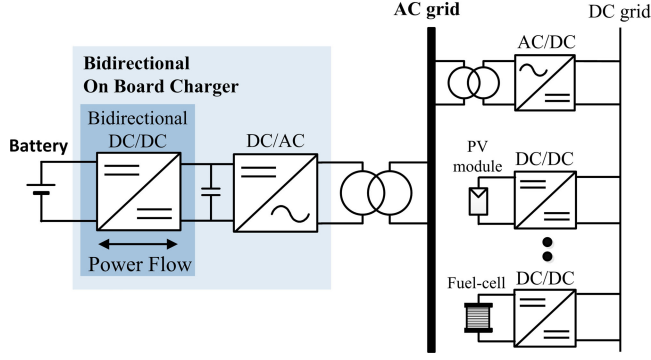 AC grid
DC grid
Bidirectional
On Board Charger
AC/DC
Bidirectional
DC/DC
DC/AC
Battery
PV
module
DC/DC
Power Flow
Fuel-cell
DC/DC